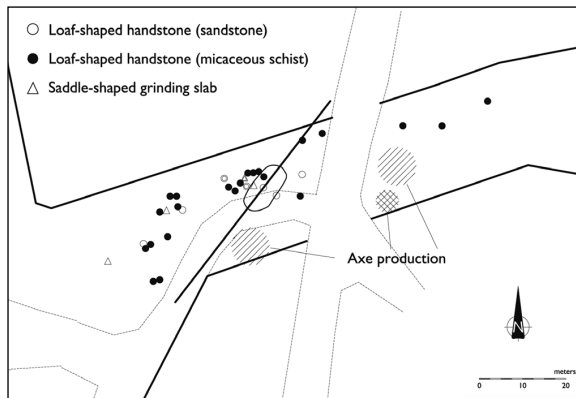 Loaf-shaped handstone (sandstone)
Loaf-shaped handstone (micaceous schist)
Saddle-shaped grinding slab
Axe production
N
meters
0 10 20